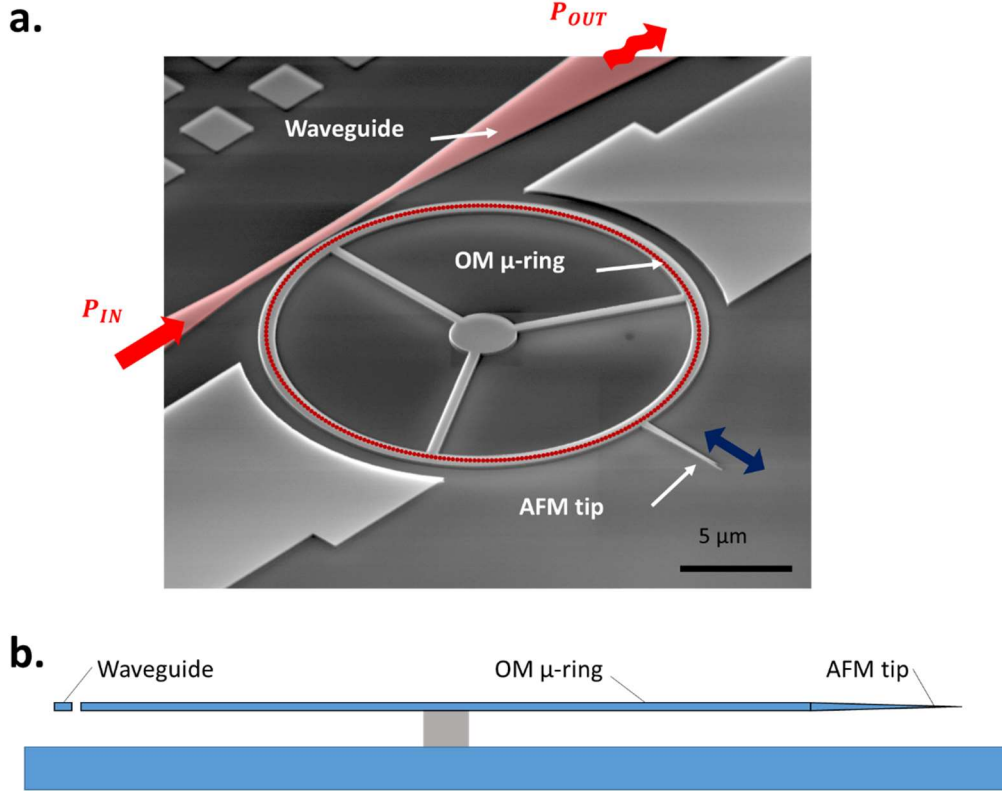 a.
P_OUT
Waveguide
OM μ-ring
P_IN
AFM tip
5 μm
b.
Waveguide
OM μ-ring
AFM tip